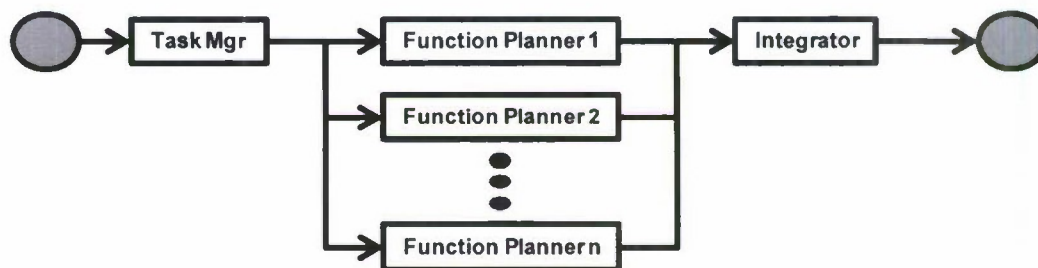 Task Mgr
Function Planner 1
Integrator
Function Planner 2
Function Planner n